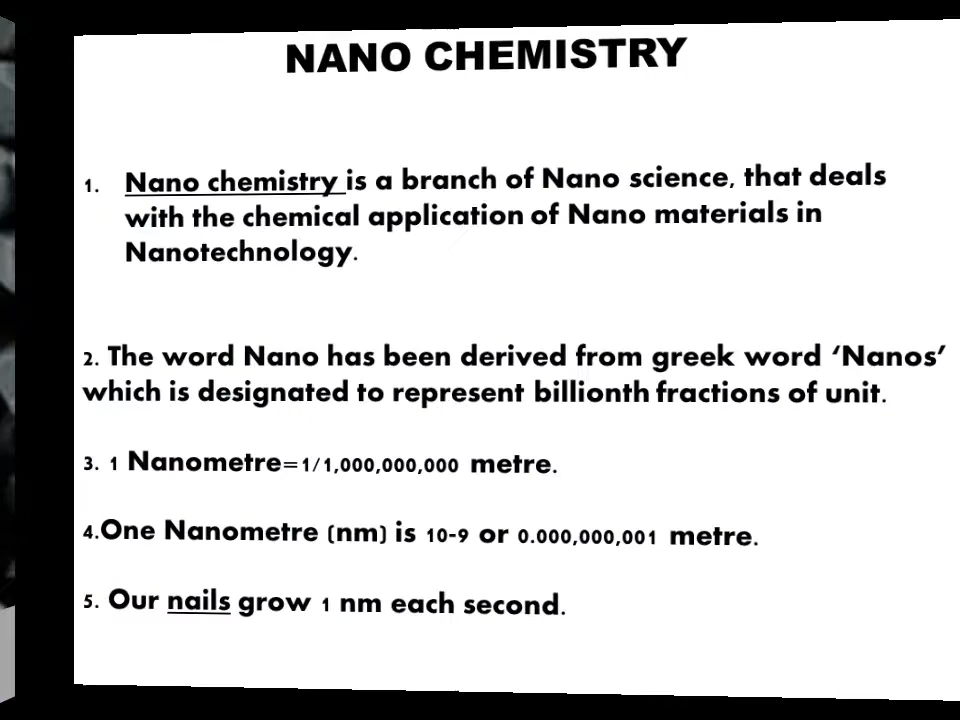 NANO CHEMISTRY
1. Nano chemistry is a branch of Nano science, that deals
with the chemical application of Nano materials in
Nanotechnology.
2. The word Nano has been derived from greek word ‘Nanos’
which is designated to represent billionth fractions of unit.
3. 1 Nanometre=1/1,000,000,000 metre.
4.One Nanometre (nm) is 10-9 or 0.000,000,001 metre.
5. Our nails grow 1 nm each second.